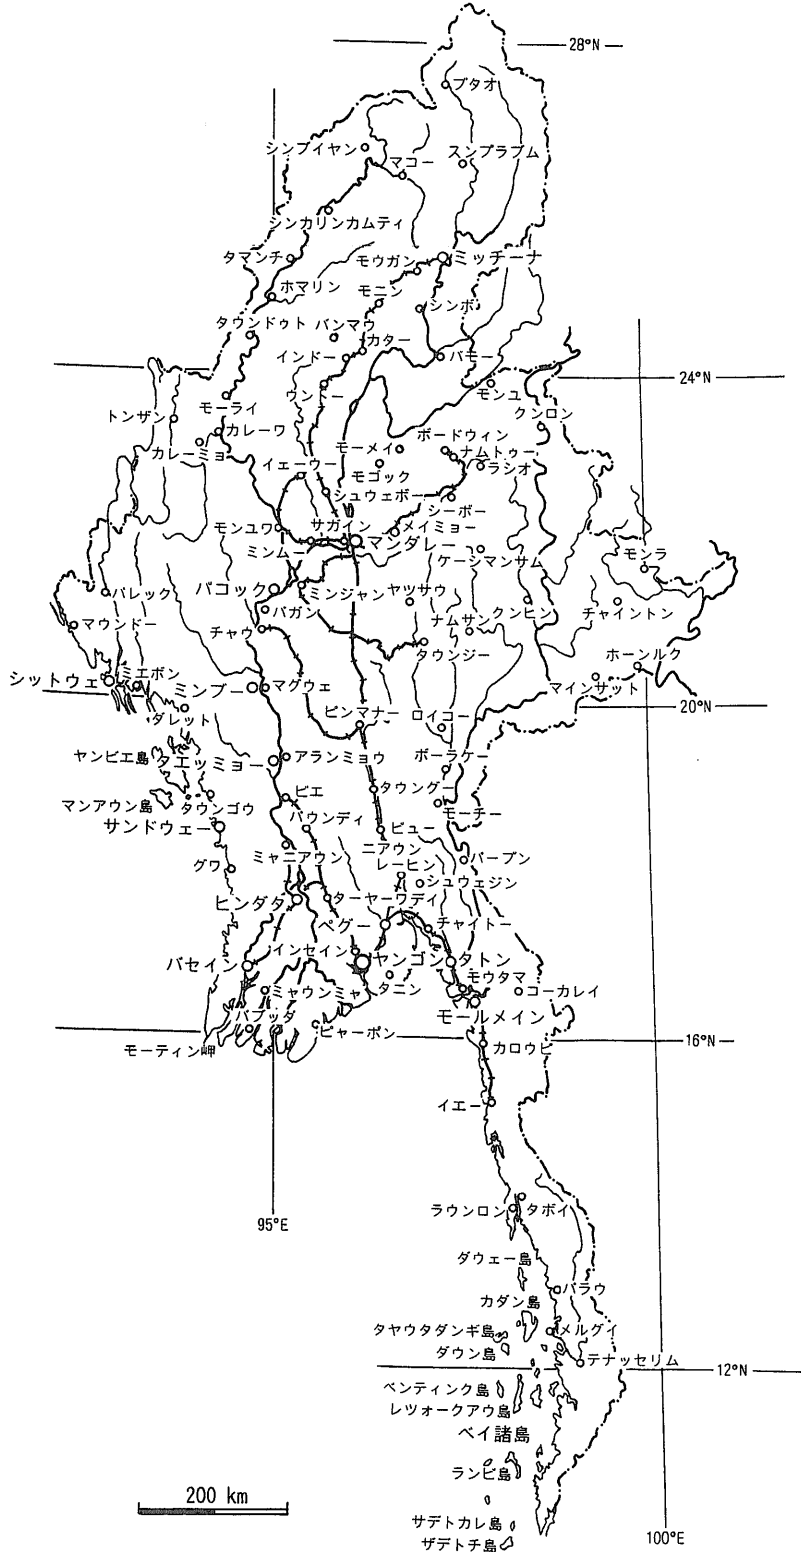 28°N
プタオ
シンブイヤン
マコー
スンプラブム
シンカリンカムティ
タマンチ
モウガン
ミッチーナ
ホマリン
モニン
シンボ
タウンドゥト
バンマウ
カター
インドー
バモー
24°N
ウントー
モンユ
トンザン
モーライ
クンロン
カレーワ
カレーミョ
モーメイ
ボードウィン
ナムトゥー
イェーウー
モゴック
ラシオ
シュウェボー
シーボー
モンユワ
サガイン
メイミョー
ミンムー
マンダレー
ケーシマンサム
モンラ
パレック
パコック
ミンジャン
ヤツサウ
クンヒン
チャイントン
マウンドー
パガン
ナムサン
チャウ
タウンジー
ホーンルク
シットウェ
ミエボン
ミンブー
マグウェ
マインサット
ダレット
ピンマナー
ロイコー
20°N
ヤンビエ島
タエッミョー
アランミョウ
ボーラケー
マンアウン島
タウンゴウ
ピエ
タウングー
モーチー
サンドウェー
パウンディ
ピュー
グワ
ミャニアウン
ニアウン
レーヒン
パープン
シュウェジン
ヒンダタ
ターヤーワディ
ペグー
チャイトー
バセイン
インセイン
ヤンゴン
タトン
モウタマ
ミャウンミャ
タニン
コーカレイ
パプッダ
ピャーポン
モールメイン
モーティン岬
カロウピ
16°N
イエー
ラウンロン
タボイ
95°E
ダウェー島
パラウ
カダン島
タヤウタダンギ島
メルグイ
ダウン島
テナッセリム
12°N
ベンティンク島
レツォークアウ島
ベイ諸島
ランビ島
200 km
サデトカレ島
ザデトチ島
100°E